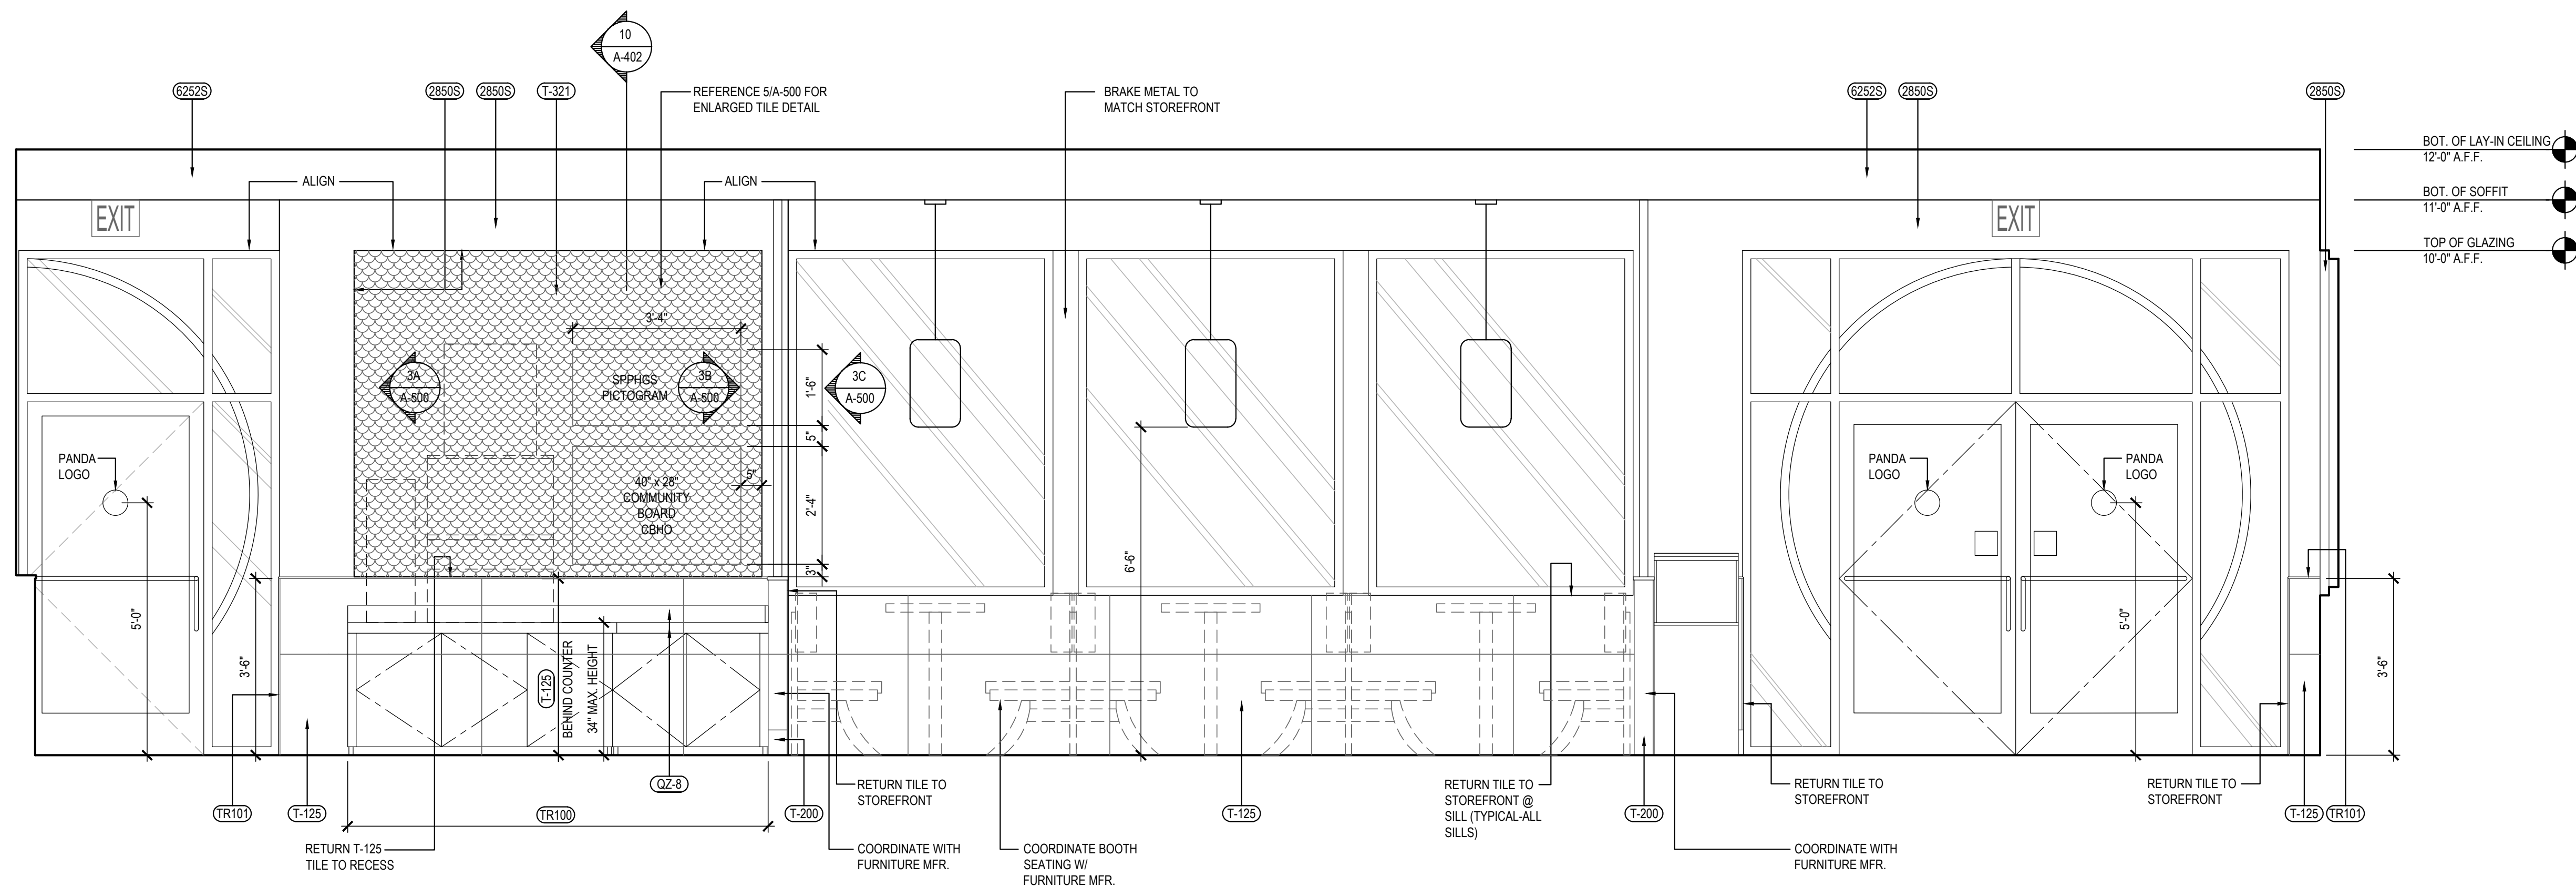 10
A-402
6252S
2850S
2850S
T-321
REFERENCE 5/A-500 FOR
ENLARGED TILE DETAIL
BRAKE METAL TO
MATCH STOREFRONT
6252S
2850S
2850S
BOT. OF LAY-IN CEILING
12'-0" A.F.F.
BOT. OF SOFFIT
11'-0" A.F.F.
TOP OF GLAZING
10'-0" A.F.F.
ALIGN
ALIGN
EXIT
EXIT
3'-4"
3A
A-500
SPPHGS
PICTOGRAM
3B
A-500
1'-6"
3C
A-500
5"
PANDA
LOGO
40" x 28"
COMMUNITY
BOARD
CBHO
5"
2'-4"
3"
6'-6"
PANDA
LOGO
PANDA
LOGO
5'-0"
3'-6"
T-125
BEHIND COUNTER
34" MAX. HEIGHT
5'-0"
3'-6"
TR101
T-125
QZ-8
TR100
T-200
RETURN TILE TO
STOREFRONT
T-125
RETURN TILE TO
STOREFRONT @
SILL (TYPICAL-ALL
SILLS)
T-200
RETURN TILE TO
STOREFRONT
RETURN TILE TO
STOREFRONT
T-125
TR101
RETURN T-125
TILE TO RECESS
COORDINATE WITH
FURNITURE MFR.
COORDINATE BOOTH
SEATING W/
FURNITURE MFR.
COORDINATE WITH
FURNITURE MFR.